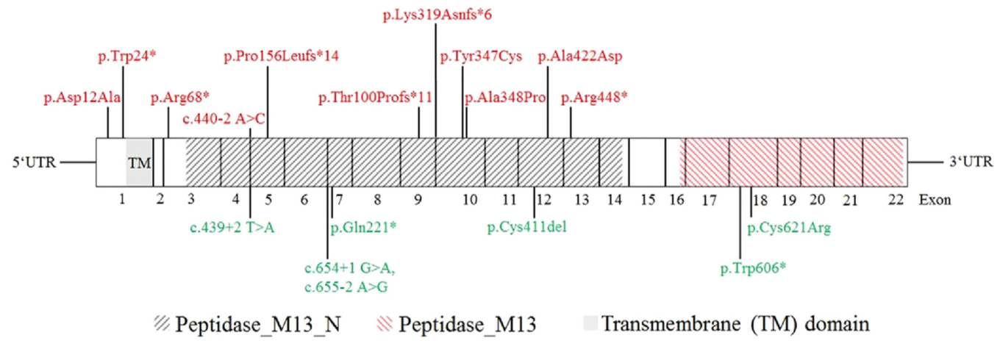 p.Lys319Asnfs*6
p.Trp24* p.Pro156Leufs*14 p.Tyr347Cys p.Ala422Asp
p.Asp12Ala p.Arg68* p.Thr100Profs*11 p.Ala348Pro p.Arg448*
c.440-2 A>C
5‘UTR TM 3‘UTR
1 2 3 4 5 6 7 8 9 10 11 12 13 14 15 16 17 18 19 20 21 22 Exon
c.439+2 T>A p.Gln221* p.Cys411del p.Cys621Arg
c.654+1 G>A, p.Trp606*
c.655-2 A>G
Peptidase_M13_N Peptidase_M13 Transmembrane (TM) domain